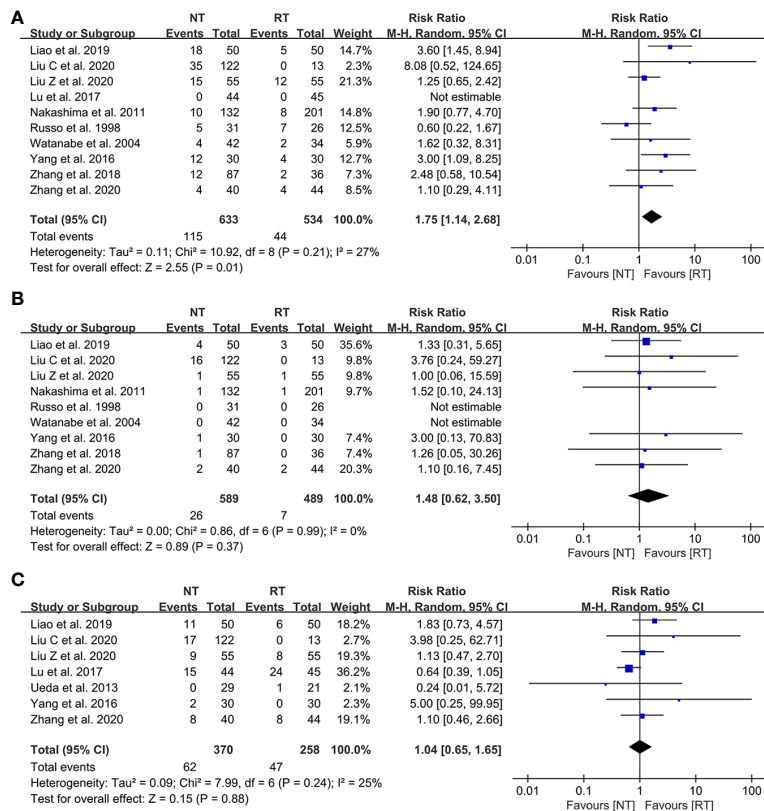 A
NT RT Risk Ratio Risk Ratio
Study or Subgroup Events Total Events Total Weight M-H, Random, 95% CI M-H, Random, 95% CI
Liao et al. 2019 18 50 5 50 14.7% 3.60 [1.45, 8.94]
Liu C et al. 2020 35 122 0 13 2.3% 8.08 [0.52, 124.65]
Liu Z et al. 2020 15 55 12 55 21.3% 1.25 [0.65, 2.42]
Lu et al. 2017 0 44 0 45 Not estimable
Nakashima et al. 2011 10 132 8 201 14.8% 1.90 [0.77, 4.70]
Russo et al. 1998 5 31 7 26 12.5% 0.60 [0.22, 1.67]
Watanabe et al. 2004 4 42 2 34 5.9% 1.62 [0.32, 8.31]
Yang et al. 2016 12 30 4 30 12.7% 3.00 [1.09, 8.25]
Zhang et al. 2018 12 87 2 36 7.3% 2.48 [0.58, 10.54]
Zhang et al. 2020 4 40 4 44 8.5% 1.10 [0.29, 4.11]
Total (95% CI) 633 534 100.0% 1.75 [1.14, 2.68]
Total events 115 44
Heterogeneity: Tau² = 0.11; Chi² = 10.92, df = 8 (P = 0.21); I² = 27%
Test for overall effect: Z = 2.55 (P = 0.01)
0.01 0.1 1 10 100
Favours [NT] Favours [RT]
B
NT RT Risk Ratio Risk Ratio
Study or Subgroup Events Total Events Total Weight M-H, Random, 95% CI M-H, Random, 95% CI
Liao et al. 2019 4 50 3 50 35.6% 1.33 [0.31, 5.65]
Liu C et al. 2020 16 122 0 13 9.8% 3.76 [0.24, 59.27]
Liu Z et al. 2020 1 55 1 55 9.8% 1.00 [0.06, 15.59]
Nakashima et al. 2011 1 132 1 201 9.7% 1.52 [0.10, 24.13]
Russo et al. 1998 0 31 0 26 Not estimable
Watanabe et al. 2004 0 42 0 34 Not estimable
Yang et al. 2016 1 30 0 30 7.4% 3.00 [0.13, 70.83]
Zhang et al. 2018 1 87 0 36 7.4% 1.26 [0.05, 30.26]
Zhang et al. 2020 2 40 2 44 20.3% 1.10 [0.16, 7.45]
Total (95% CI) 589 489 100.0% 1.48 [0.62, 3.50]
Total events 26 7
Heterogeneity: Tau² = 0.00; Chi² = 0.86, df = 6 (P = 0.99); I² = 0%
Test for overall effect: Z = 0.89 (P = 0.37)
0.01 0.1 1 10 100
Favours [NT] Favours [RT]
C
NT RT Risk Ratio Risk Ratio
Study or Subgroup Events Total Events Total Weight M-H, Random, 95% CI M-H, Random, 95% CI
Liao et al. 2019 11 50 6 50 18.2% 1.83 [0.73, 4.57]
Liu C et al. 2020 17 122 0 13 2.7% 3.98 [0.25, 62.71]
Liu Z et al. 2020 9 55 8 55 19.3% 1.13 [0.47, 2.70]
Lu et al. 2017 15 44 24 45 36.2% 0.64 [0.39, 1.05]
Ueda et al. 2013 0 29 1 21 2.1% 0.24 [0.01, 5.72]
Yang et al. 2016 2 30 0 30 2.3% 5.00 [0.25, 99.95]
Zhang et al. 2020 8 40 8 44 19.1% 1.10 [0.46, 2.66]
Total (95% CI) 370 258 100.0% 1.04 [0.65, 1.65]
Total events 62 47
Heterogeneity: Tau² = 0.09; Chi² = 7.99, df = 6 (P = 0.24); I² = 25%
Test for overall effect: Z = 0.15 (P = 0.88)
0.01 0.1 1 10 100
Favours [NT] Favours [RT]